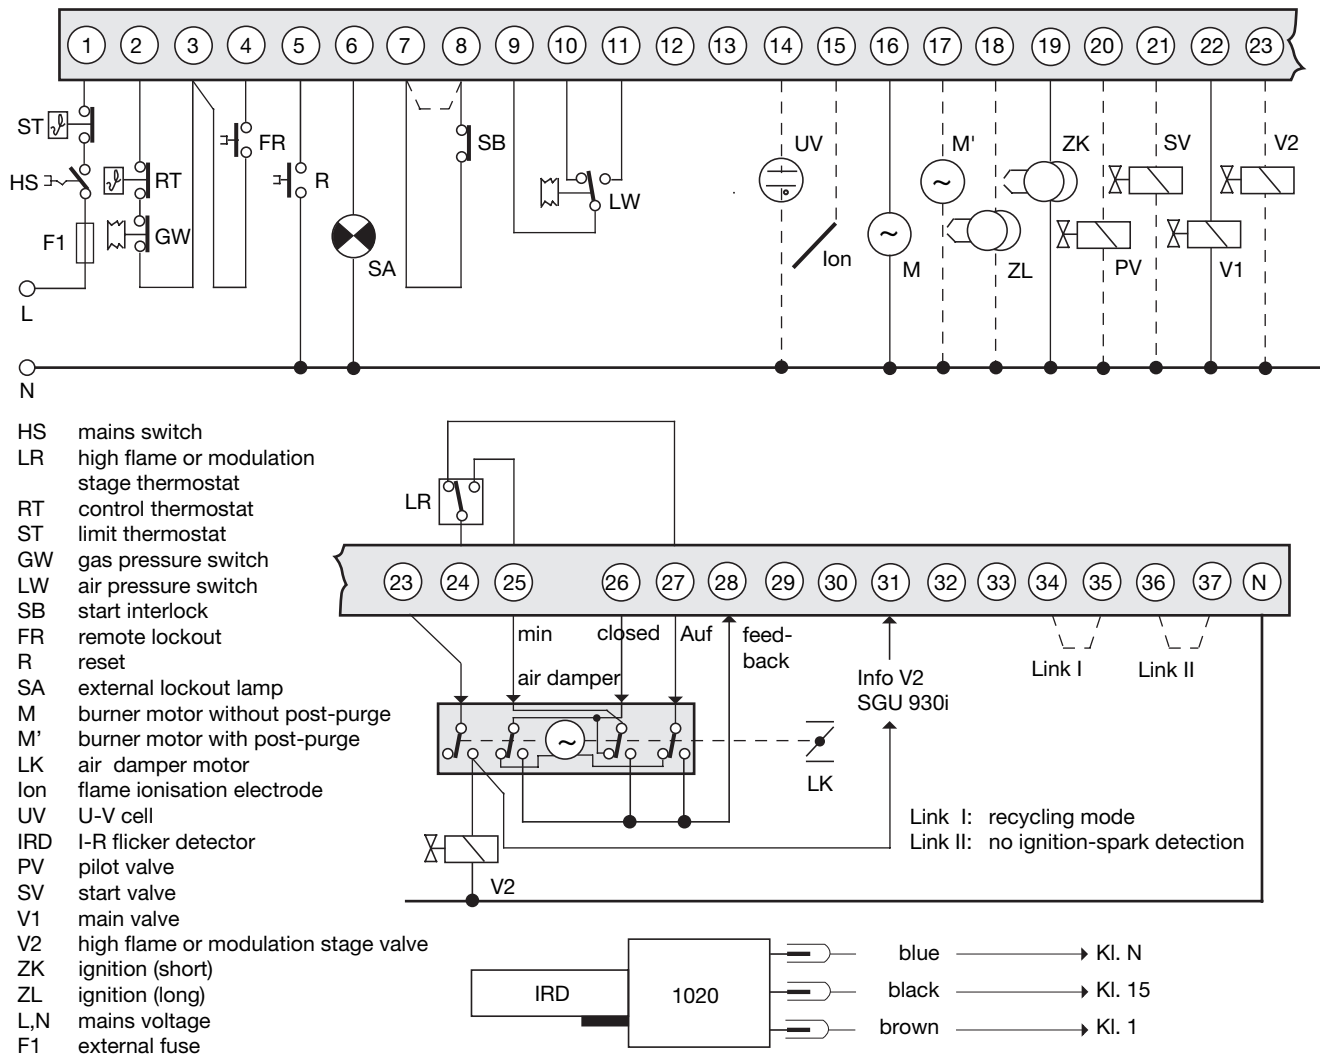 1 2 3 4 5 6 7 8 9 10 11 12 13 14 15 16 17 18 19 20 21 22 23
ST
FR
SB
UV
M'
ZK
SV
V2
HS
RT
R
LW
F1
GW
SA
Ion
M
ZL
PV
V1
L
N
HS mains switch
LR high flame or modulation
stage thermostat
RT control thermostat
ST limit thermostat
GW gas pressure switch
LW air pressure switch
SB start interlock
FR remote lockout
R reset
SA external lockout lamp
M burner motor without post-purge
M’ burner motor with post-purge
LK air damper motor
Ion flame ionisation electrode
UV U-V cell
IRD I-R flicker detector
PV pilot valve
SV start valve
V1 main valve
V2 high flame or modulation stage valve
ZK ignition (short)
ZL ignition (long)
L,N mains voltage
F1 external fuse
LR
23 24 25 26 27 28 29 30 31 32 33 34 35 36 37 N
min
closed
Auf
feed-
back
air damper
Info V2
SGU 930i
Link I
Link II
LK
Link I: recycling mode
Link II: no ignition-spark detection
V2
IRD
1020
blue Kl. N
black Kl. 15
brown Kl. 1